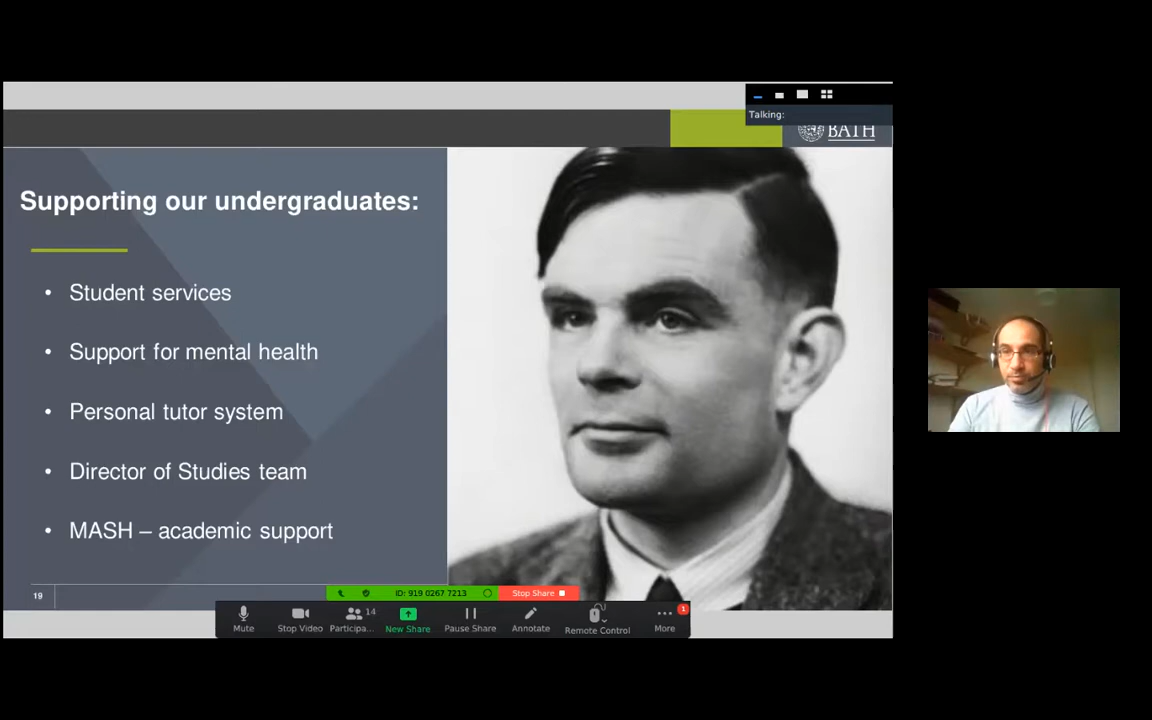 Talking:
BATH
Supporting our undergraduates:
• Student services
• Support for mental health
• Personal tutor system
• Director of Studies team
• MASH – academic support
19
ID: 919 0267 7213
Stop Share
14
1
Mute
Stop Video
Participa...
New Share
Pause Share
Annotate
Remote Control
More